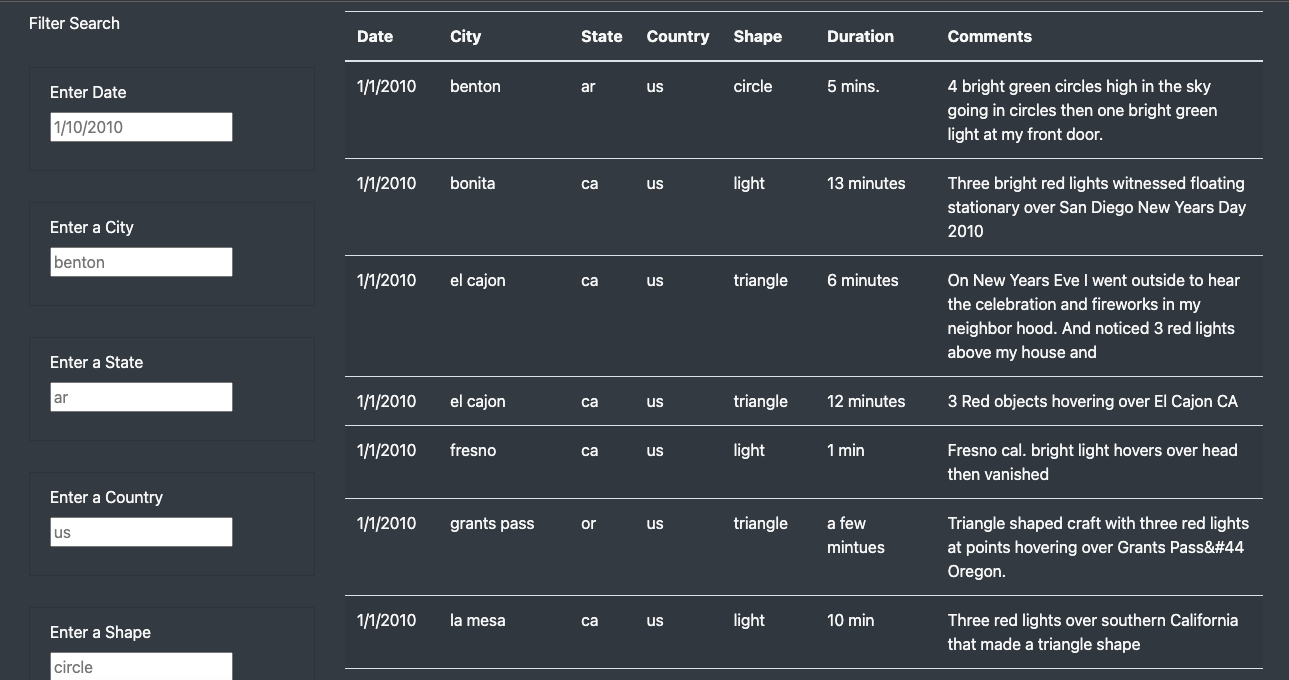 Filter Search
Enter Date
1/10/2010
Enter a City
benton
Enter a State
ar
Enter a Country
us
Enter a Shape
circle
Date City State Country Shape Duration Comments
1/1/2010 benton ar us circle 5 mins. 4 bright green circles high in the sky
going in circles then one bright green
light at my front door.
1/1/2010 bonita ca us light 13 minutes Three bright red lights witnessed floating
stationary over San Diego New Years Day
2010
1/1/2010 el cajon ca us triangle 6 minutes On New Years Eve I went outside to hear
the celebration and fireworks in my
neighbor hood. And noticed 3 red lights
above my house and
1/1/2010 el cajon ca us triangle 12 minutes 3 Red objects hovering over El Cajon CA
1/1/2010 fresno ca us light 1 min Fresno cal. bright light hovers over head
then vanished
1/1/2010 grants pass or us triangle a few Triangle shaped craft with three red lights
mintues at points hovering over Grants Pass&#44
Oregon.
1/1/2010 la mesa ca us light 10 min Three red lights over southern California
that made a triangle shape